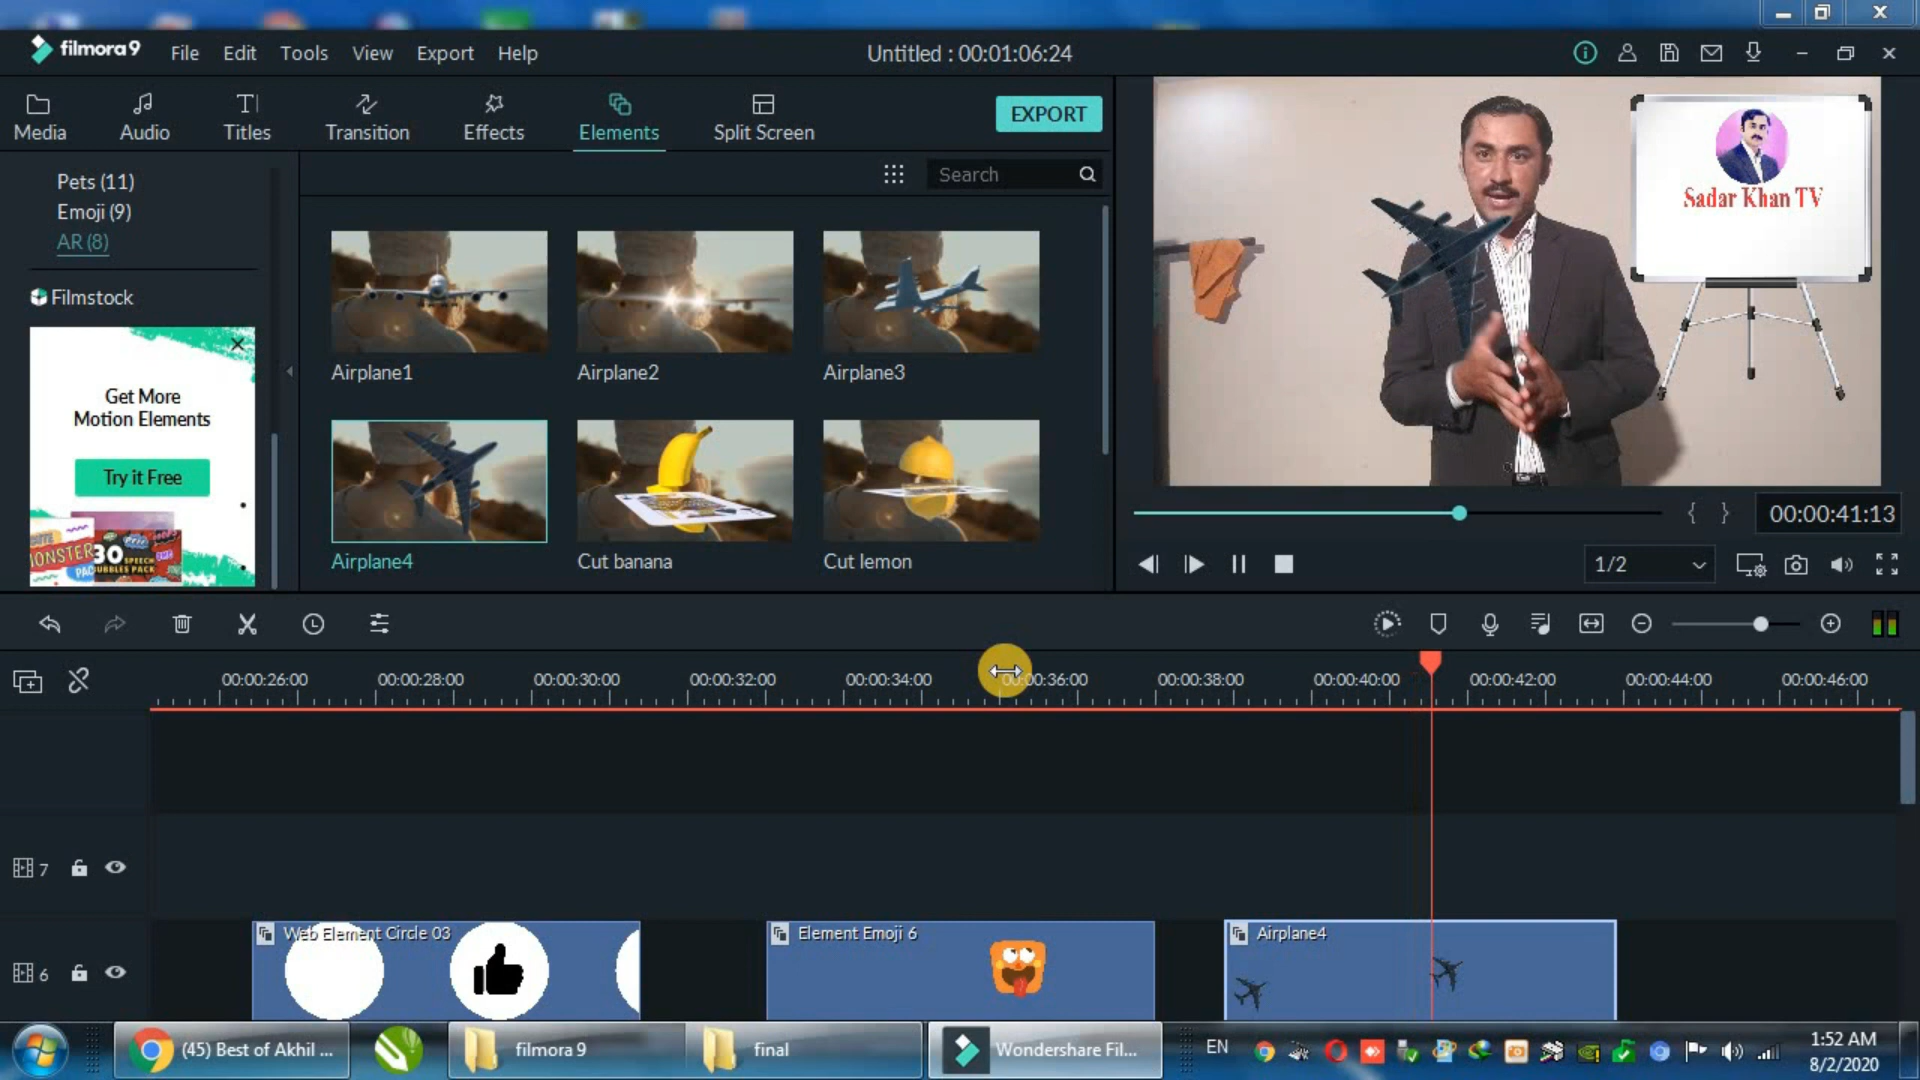 filmora9 File Edit Tools View Export Help Untitled : 00:01:06:24
Media Audio Titles Transition Effects Elements Split Screen EXPORT
Search
Pets (11)
Emoji (9)
AR (8)
Filmstock
Get More
Motion Elements
Try it Free
MONSTER
30 SPEECH
BUBBLES PACK
Airplane1 Airplane2 Airplane3
Airplane4 Cut banana Cut lemon
Sadar Khan TV
{ } 00:00:41:13
1/2
00:00:26:00 00:00:28:00 00:00:30:00 00:00:32:00 00:00:34:00 00:00:36:00 00:00:38:00 00:00:40:00 00:00:42:00 00:00:44:00 00:00:46:00
7
Web Element Circle 03 Element Emoji 6 Airplane4
6
(45) Best of Akhil ... filmora 9 final Wondershare Fil... EN 1:52 AM
8/2/2020